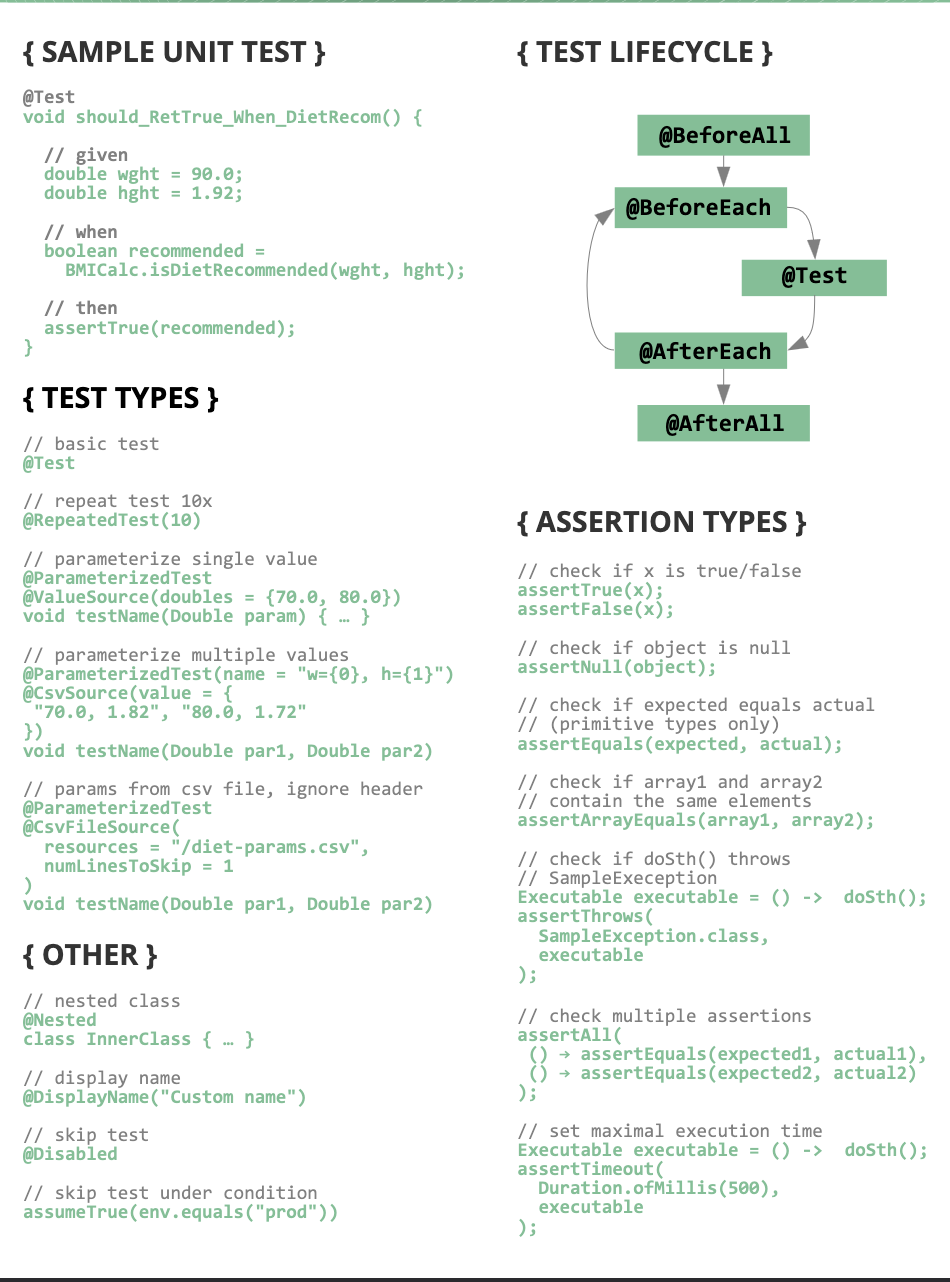 { SAMPLE UNIT TEST }
@Test
void should_RetTrue_When_DietRecom() {
  // given
  double wght = 90.0;
  double hght = 1.92;
  // when
  boolean recommended =
    BMICalc.isDietRecommended(wght, hght);
  // then
  assertTrue(recommended);
}
{ TEST TYPES }
// basic test
@Test
// repeat test 10x
@RepeatedTest(10)
// parameterize single value
@ParameterizedTest
@ValueSource(doubles = {70.0, 80.0})
void testName(Double param) { … }
// parameterize multiple values
@ParameterizedTest(name = "w={0}, h={1}")
@CsvSource(value = {
 "70.0, 1.82", "80.0, 1.72"
})
void testName(Double par1, Double par2)
// params from csv file, ignore header
@ParameterizedTest
@CsvFileSource(
  resources = "/diet-params.csv",
  numLinesToSkip = 1
)
void testName(Double par1, Double par2)
{ OTHER }
// nested class
@Nested
class InnerClass { … }
// display name
@DisplayName("Custom name")
// skip test
@Disabled
// skip test under condition
assumeTrue(env.equals("prod"))
{ TEST LIFECYCLE }
@BeforeAll
@BeforeEach
@Test
@AfterEach
@AfterAll
{ ASSERTION TYPES }
// check if x is true/false
assertTrue(x);
assertFalse(x);
// check if object is null
assertNull(object);
// check if expected equals actual
// (primitive types only)
assertEquals(expected, actual);
// check if array1 and array2
// contain the same elements
assertArrayEquals(array1, array2);
// check if doSth() throws
// SampleExeception
Executable executable = () ->  doSth();
assertThrows(
  SampleException.class,
  executable
);
// check multiple assertions
assertAll(
 () → assertEquals(expected1, actual1),
 () → assertEquals(expected2, actual2)
);
// set maximal execution time
Executable executable = () ->  doSth();
assertTimeout(
  Duration.ofMillis(500),
  executable
);